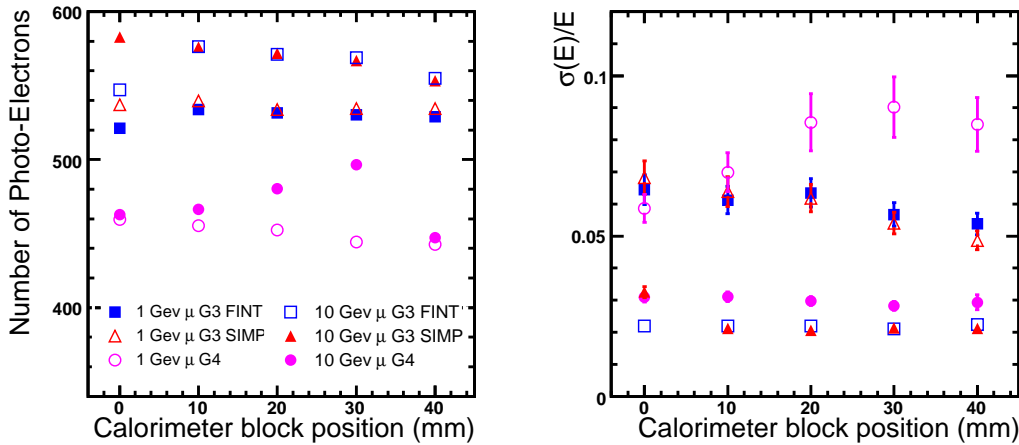 600
500
400
Number of Photo-Electrons
1 Gev μ G3 FINT
10 Gev μ G3 FINT
1 Gev μ G3 SIMP
10 Gev μ G3 SIMP
1 Gev μ G4
10 Gev μ G4
0 10 20 30 40
Calorimeter block position (mm)
σ(E)/E
0.1
0.05
0
0 10 20 30 40
Calorimeter block position (mm)